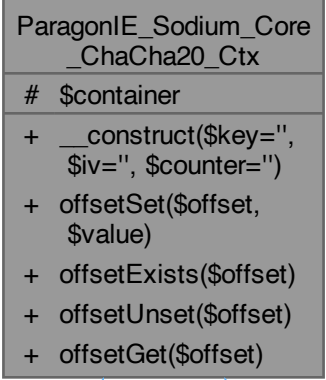 ParagonIE_Sodium_Core
_ChaCha20_Ctx
# $container
+ __construct($key='',
$iv='', $counter='')
+ offsetSet($offset,
$value)
+ offsetExists($offset)
+ offsetUnset($offset)
+ offsetGet($offset)